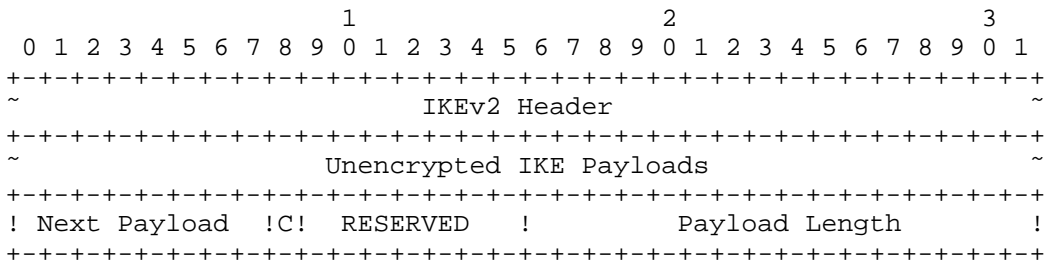 1                   2                   3
 0 1 2 3 4 5 6 7 8 9 0 1 2 3 4 5 6 7 8 9 0 1 2 3 4 5 6 7 8 9 0 1
+-+-+-+-+-+-+-+-+-+-+-+-+-+-+-+-+-+-+-+-+-+-+-+-+-+-+-+-+-+-+-+-+
~                         IKEv2 Header                          ~
+-+-+-+-+-+-+-+-+-+-+-+-+-+-+-+-+-+-+-+-+-+-+-+-+-+-+-+-+-+-+-+-+
~                   Unencrypted IKE Payloads                    ~
+-+-+-+-+-+-+-+-+-+-+-+-+-+-+-+-+-+-+-+-+-+-+-+-+-+-+-+-+-+-+-+-+
! Next Payload  !C!  RESERVED   !         Payload Length        !
+-+-+-+-+-+-+-+-+-+-+-+-+-+-+-+-+-+-+-+-+-+-+-+-+-+-+-+-+-+-+-+-+